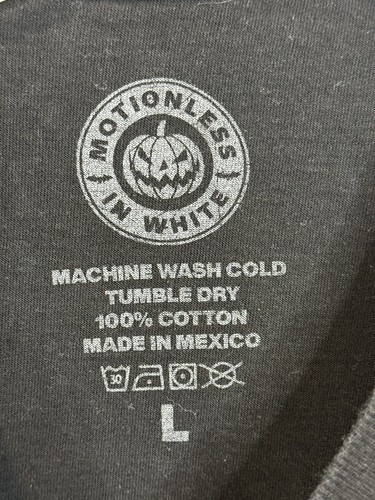 MOTIONLESS
IN WHITE
MACHINE WASH COLD
TUMBLE DRY
100% COTTON
MADE IN MEXICO
30
L